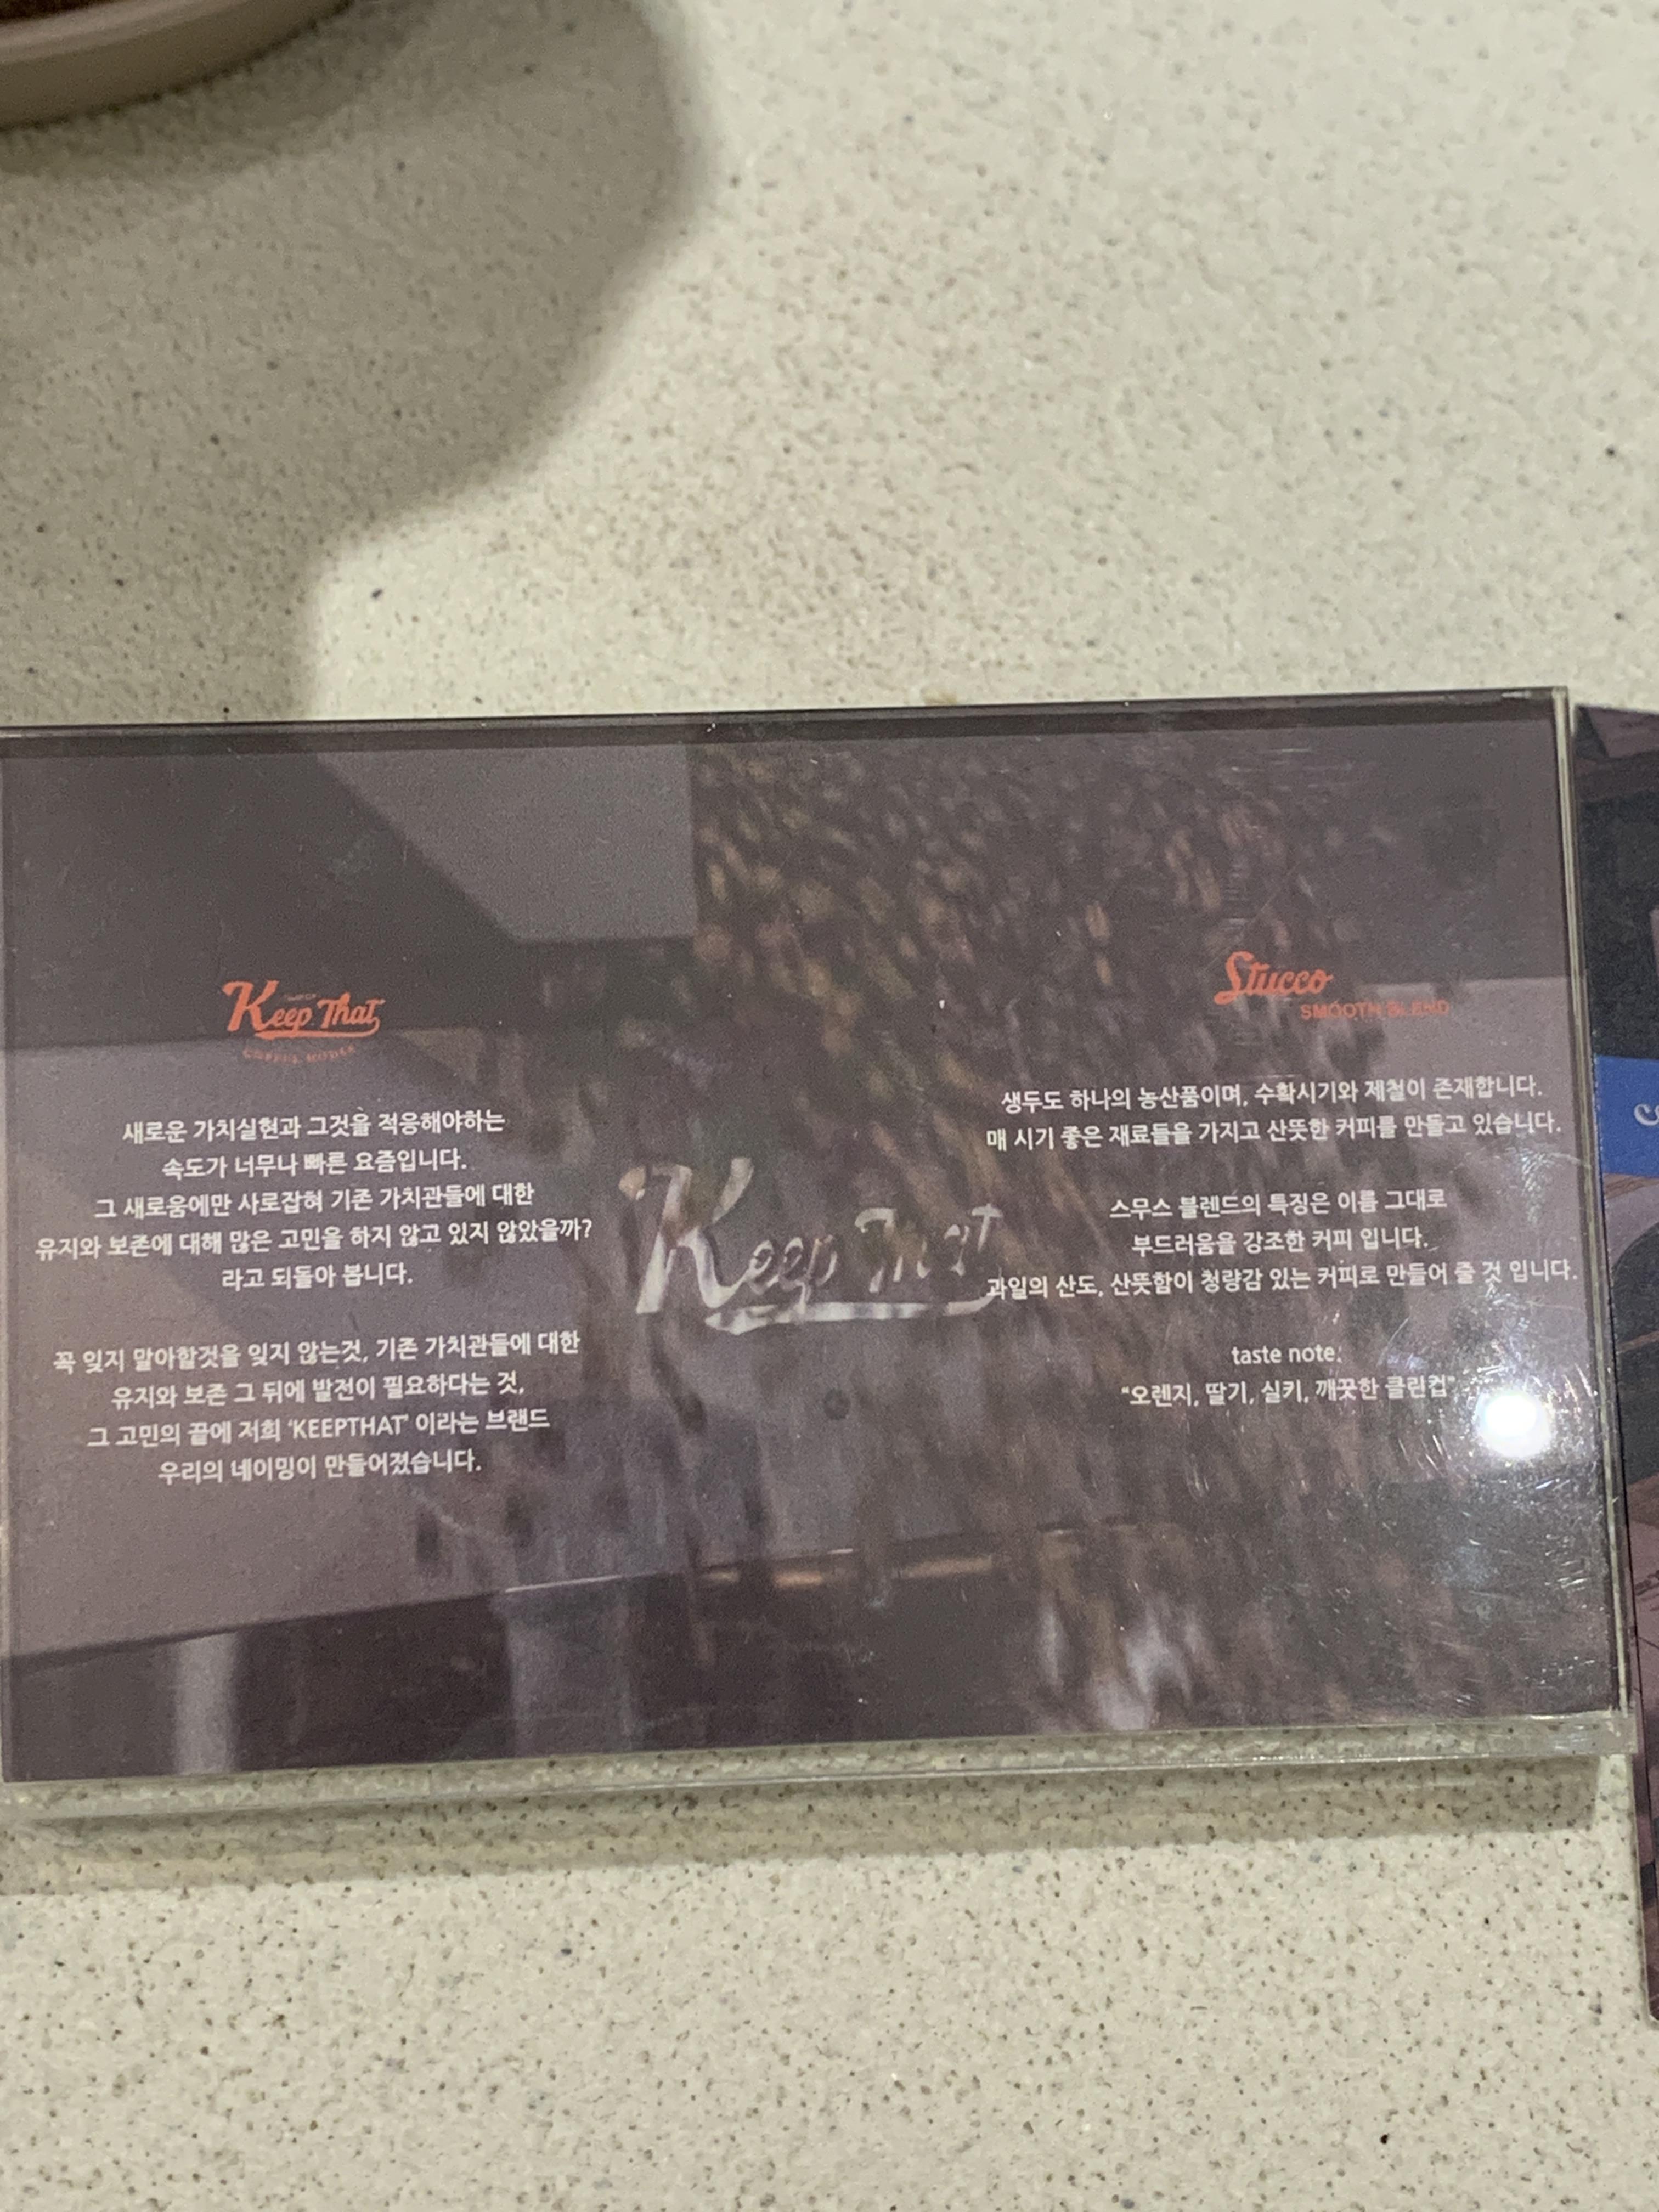 Keep That
COFFEE WORKS
새로운 가치실현과 그것을 적응해야하는
속도가 너무나 빠른 요즘입니다.
그 새로움에만 사로잡혀 기존 가치관들에 대한
유지와 보존에 대해 많은 고민을 하지 않고 있지 않았을까?
라고 되돌아 봅니다.
꼭 잊지 말아할것을 잊지 않는것, 기존 가치관들에 대한
유지와 보존 그 뒤에 발전이 필요하다는 것,
그 고민의 끝에 저희 ‘KEEPTHAT’ 이라는 브랜드
우리의 네이밍이 만들어졌습니다.
Keep That
Stucco
SMOOTH BLEND
생두도 하나의 농산품이며, 수확시기와 제철이 존재합니다.
매 시기 좋은 재료들을 가지고 산뜻한 커피를 만들고 있습니다.
스무스 블렌드의 특징은 이름 그대로
부드러움을 강조한 커피 입니다.
과일의 산도, 산뜻함이 청량감 있는 커피로 만들어 줄 것 입니다.
taste note;
“오렌지, 딸기, 실키, 깨끗한 클린컵”